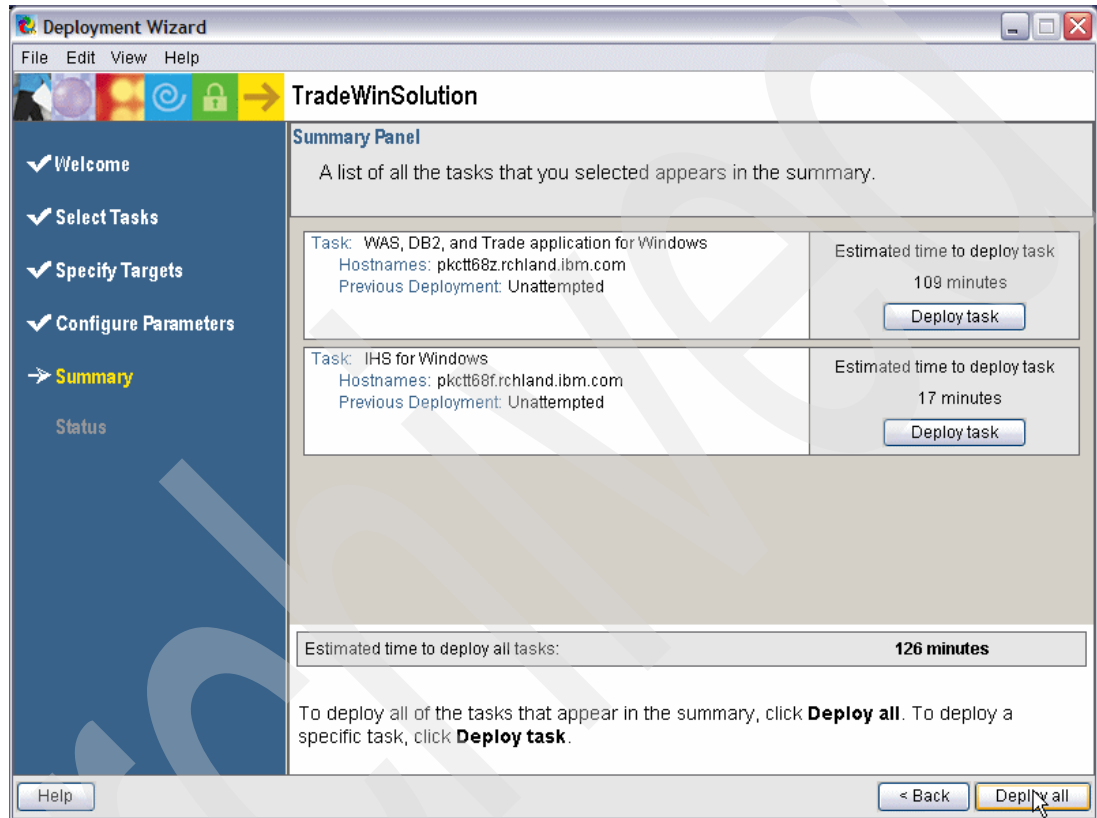 Deployment Wizard
File Edit View Help
TradeWinSolution
Welcome
Select Tasks
Specify Targets
Configure Parameters
Summary
Status
Summary Panel
A list of all the tasks that you selected appears in the summary.
Task: WAS, DB2, and Trade application for Windows
Hostnames: pkctt68z.rchland.ibm.com
Previous Deployment: Unattempted
Estimated time to deploy task
109 minutes
Deploy task
Task: IHS for Windows
Hostnames: pkctt68f.rchland.ibm.com
Previous Deployment: Unattempted
Estimated time to deploy task
17 minutes
Deploy task
Estimated time to deploy all tasks: 126 minutes
To deploy all of the tasks that appear in the summary, click Deploy all. To deploy a
specific task, click Deploy task.
Help
< Back
Deploy all